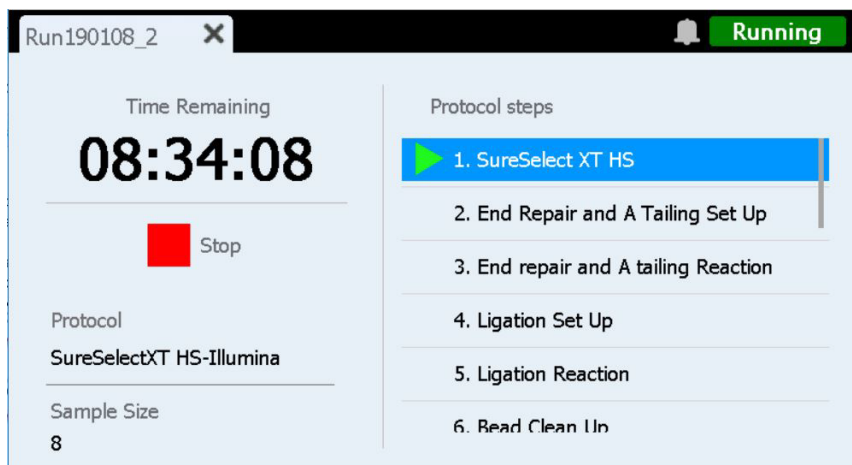 Run190108_2
Running
Time Remaining
08:34:08
Stop
Protocol
SureSelectXT HS-Illumina
Sample Size
8
Protocol steps
1. SureSelect XT HS
2. End Repair and A Tailing Set Up
3. End repair and A tailing Reaction
4. Ligation Set Up
5. Ligation Reaction
6. Bead Clean Up